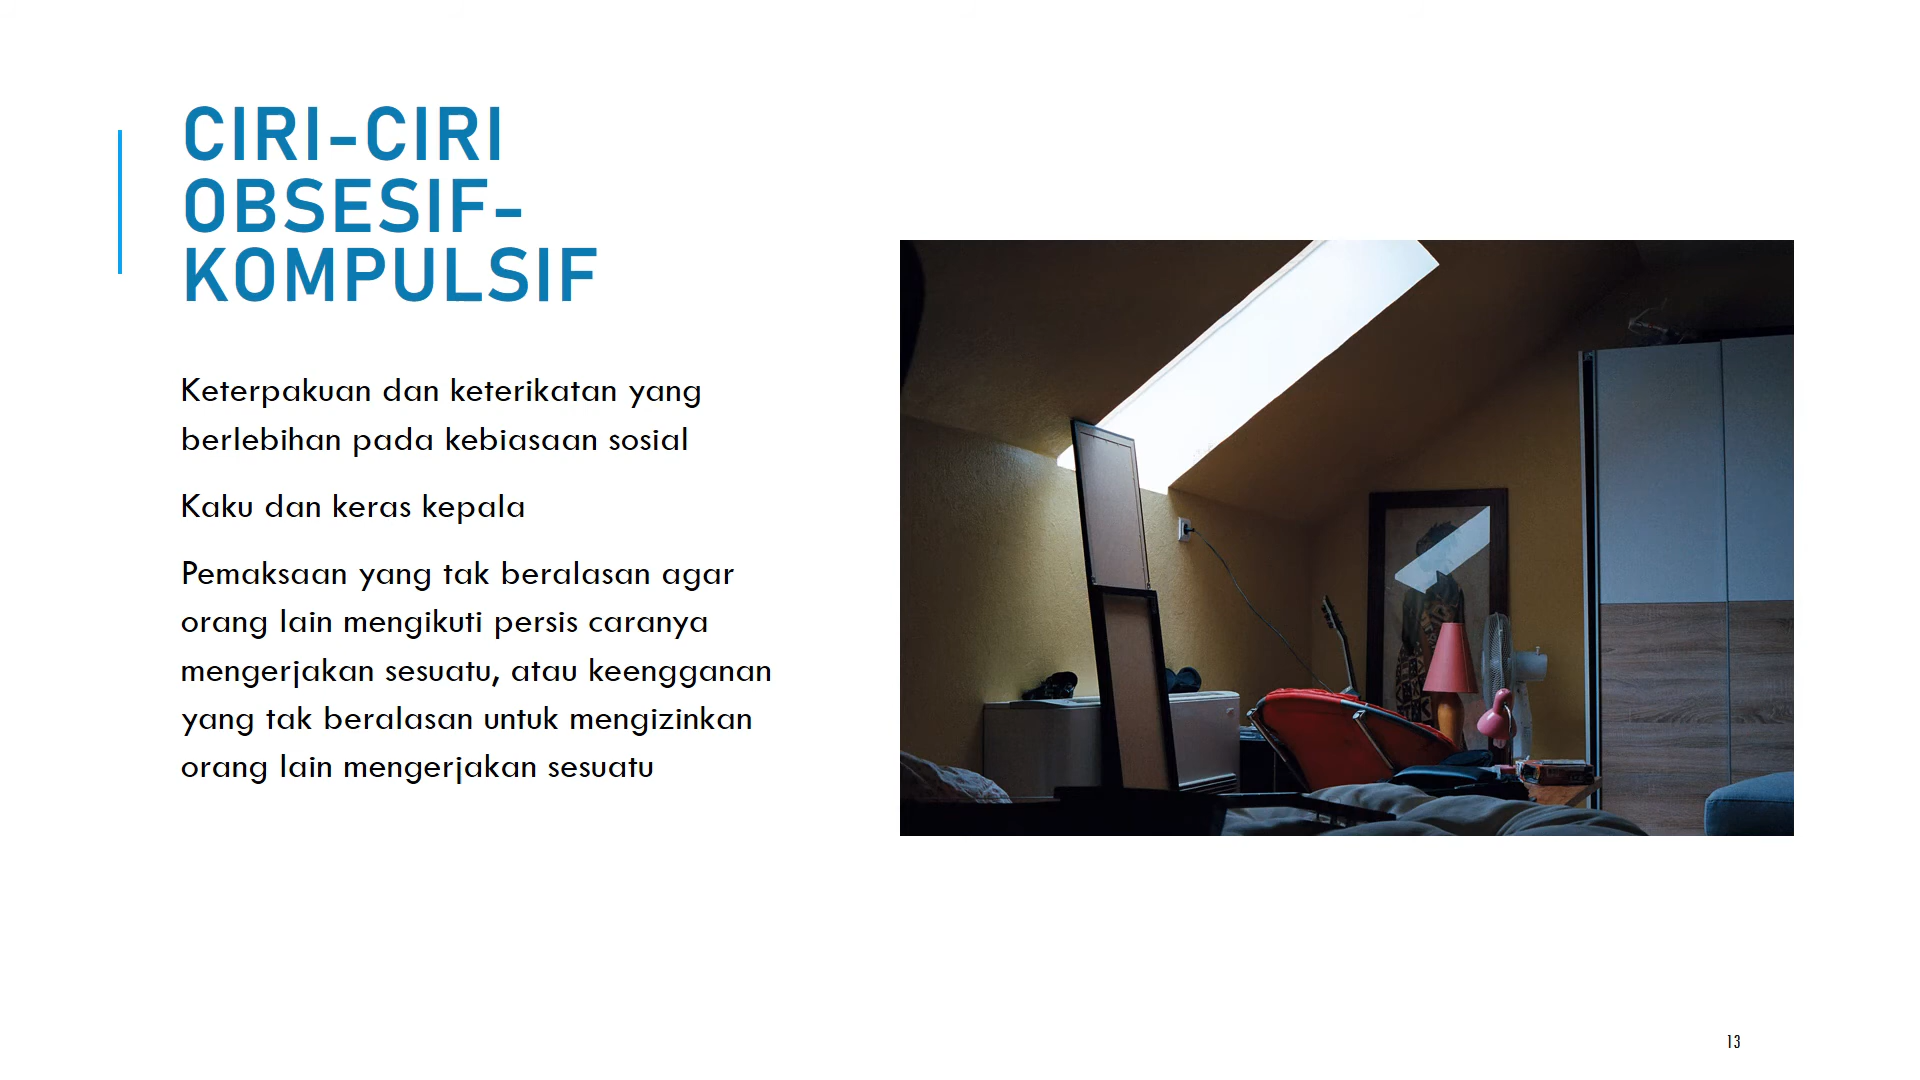 CIRI-CIRI
OBSESIF-
KOMPULSIF
Keterpakuan dan keterikatan yang
berlebihan pada kebiasaan sosial
Kaku dan keras kepala
Pemaksaan yang tak beralasan agar
orang lain mengikuti persis caranya
mengerjakan sesuatu, atau keengganan
yang tak beralasan untuk mengizinkan
orang lain mengerjakan sesuatu
13